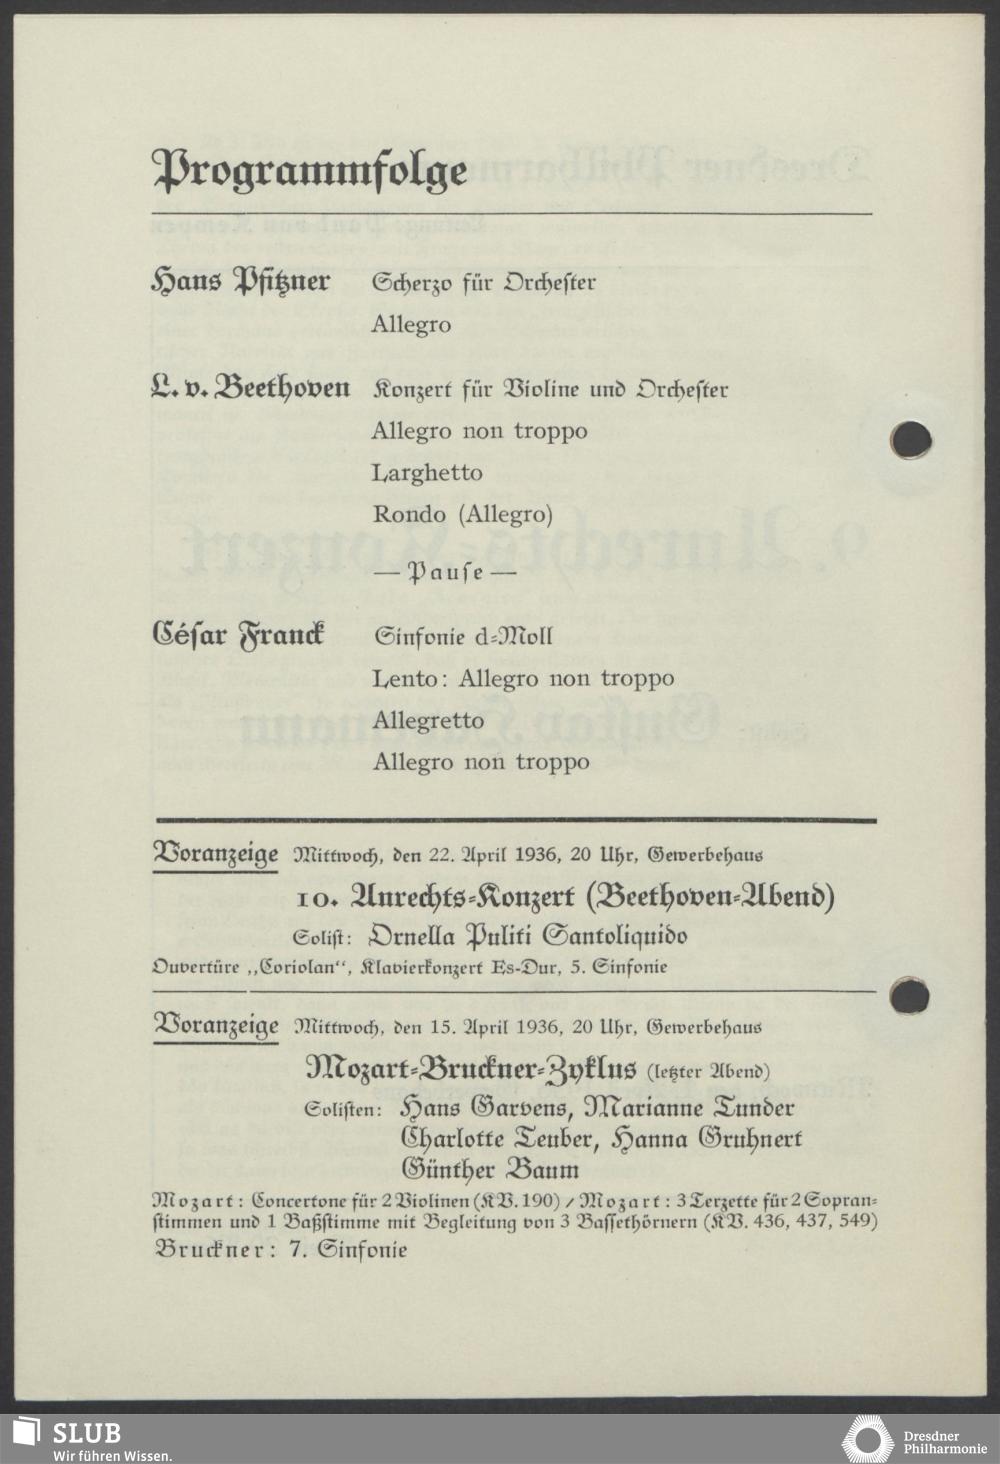 Programmfolge
Hans Pfitzner Scherzo für Orchester
Allegro
L. v. Beethoven Konzert für Violine und Orchester
Allegro non troppo
Larghetto
Rondo (Allegro)
— Pause —
César Franck Sinfonie d-Moll
Lento: Allegro non troppo
Allegretto
Allegro non troppo
Voranzeige Mittwoch, den 22. April 1936, 20 Uhr, Gewerbehaus
10. Anrechts-Konzert (Beethoven-Abend)
Solist: Ornella Puliti Santoliquido
Ouvertüre „Coriolan“, Klavierkonzert Es-Dur, 5. Sinfonie
Voranzeige Mittwoch, den 15. April 1936, 20 Uhr, Gewerbehaus
Mozart-Bruckner-Zyklus (letzter Abend)
Solisten: Hans Garvens, Marianne Tunder
Charlotte Teuber, Hanna Gruhnert
Günther Baum
Mozart: Concertone für 2 Violinen (KV. 190) / Mozart: 3 Terzette für 2 Sopran-
stimmen und 1 Baßstimme mit Begleitung von 3 Bassethörnern (KV. 436, 437, 549)
Bruckner: 7. Sinfonie
SLUB
Wir führen Wissen.
Dresdner
Philharmonie